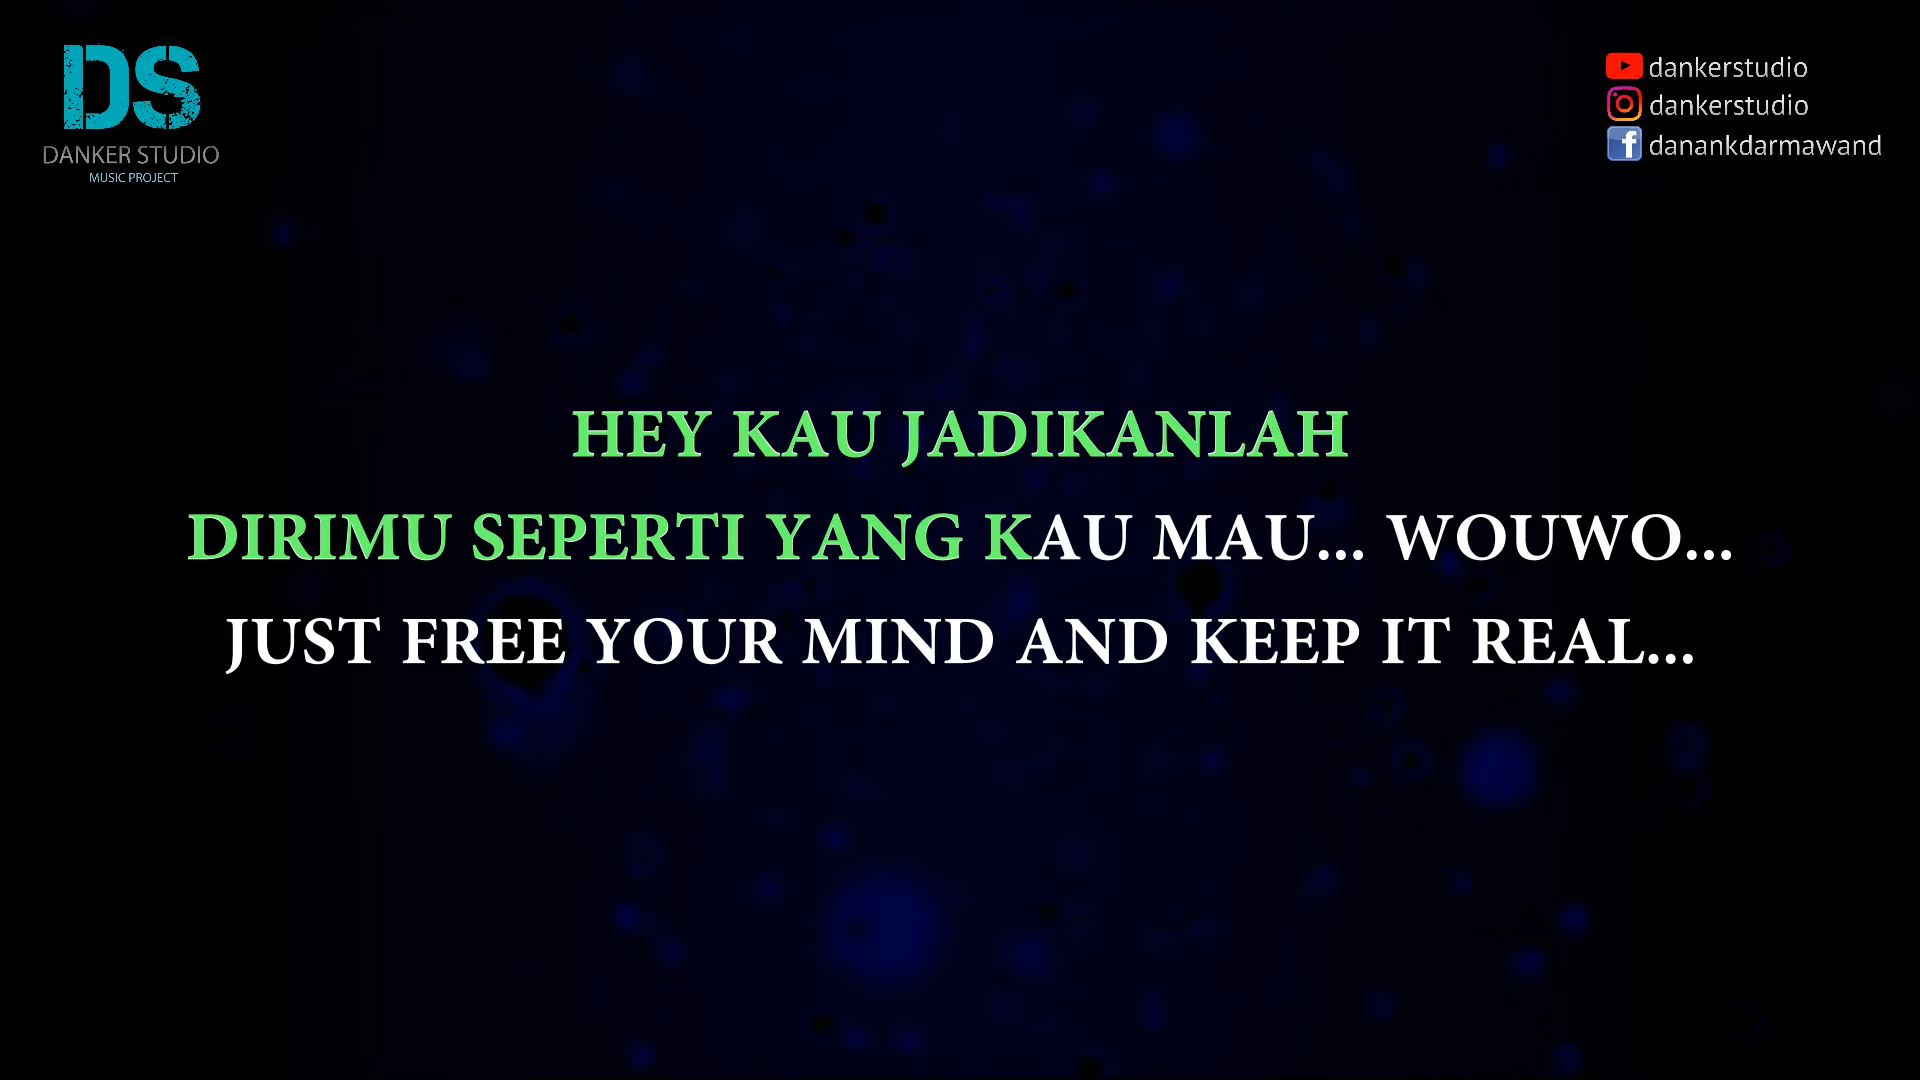 DS
DANKER STUDIO
MUSIC PROJECT
dankerstudio
dankerstudio
danankdarmawand
HEY KAU JADIKANLAH
DIRIMU SEPERTI YANG KAU MAU... WOUWO...
JUST FREE YOUR MIND AND KEEP IT REAL...